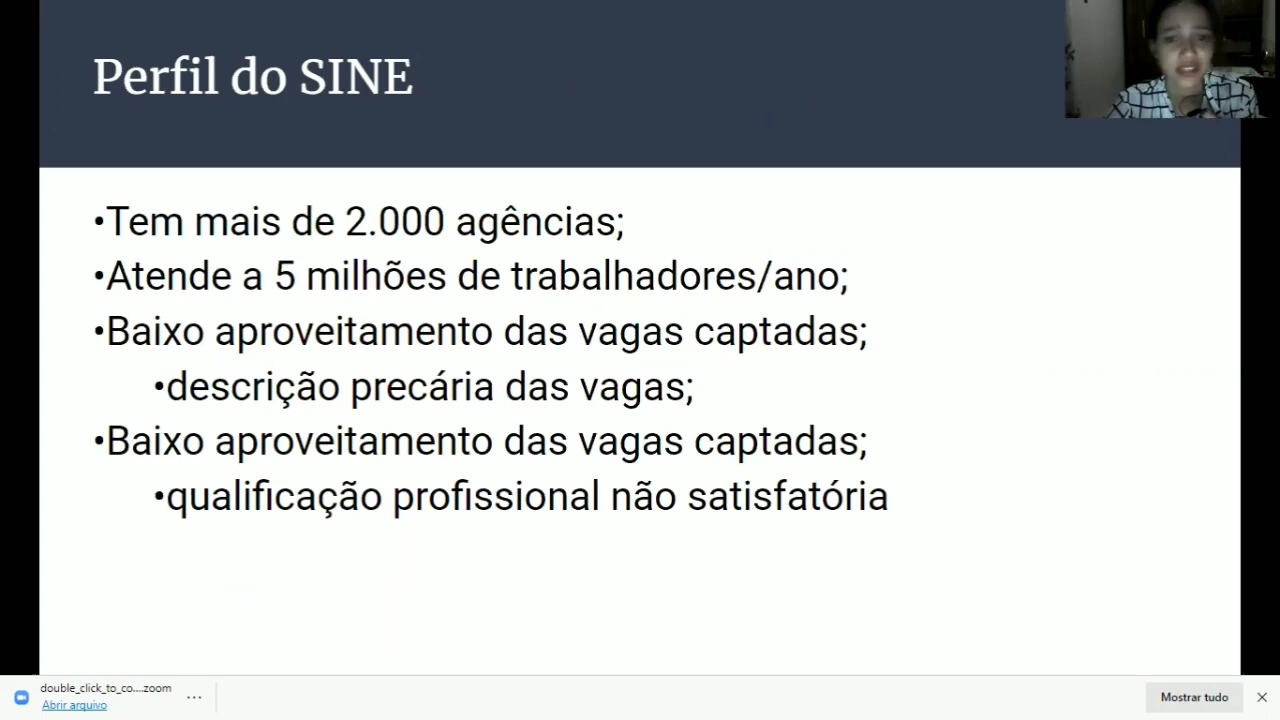 Perfil do SINE
•Tem mais de 2.000 agências;
•Atende a 5 milhões de trabalhadores/ano;
•Baixo aproveitamento das vagas captadas;
•descrição precária das vagas;
•Baixo aproveitamento das vagas captadas;
•qualificação profissional não satisfatória
double_click_to_co....zoom
Abrir arquivo
Mostrar tudo